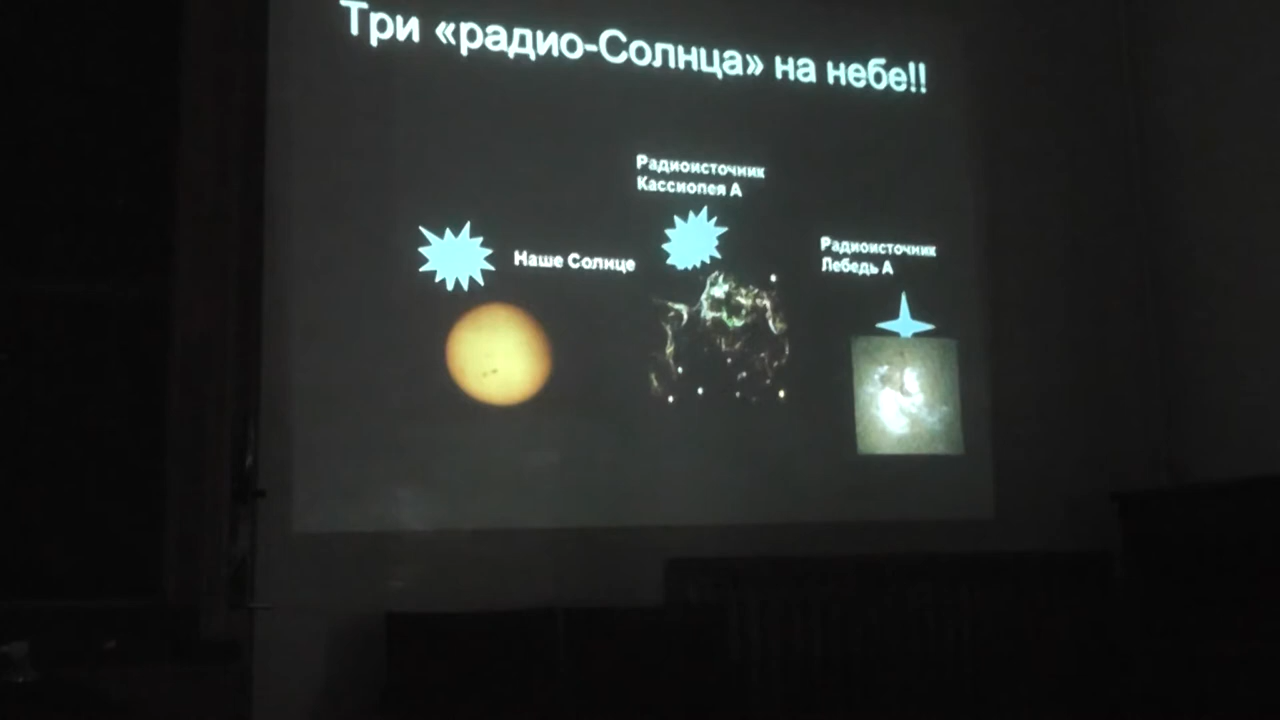 Три «радио-Солнца» на небе!!
Радиоисточник
Кассиопея А
Наше Солнце
Радиоисточник
Лебедь А